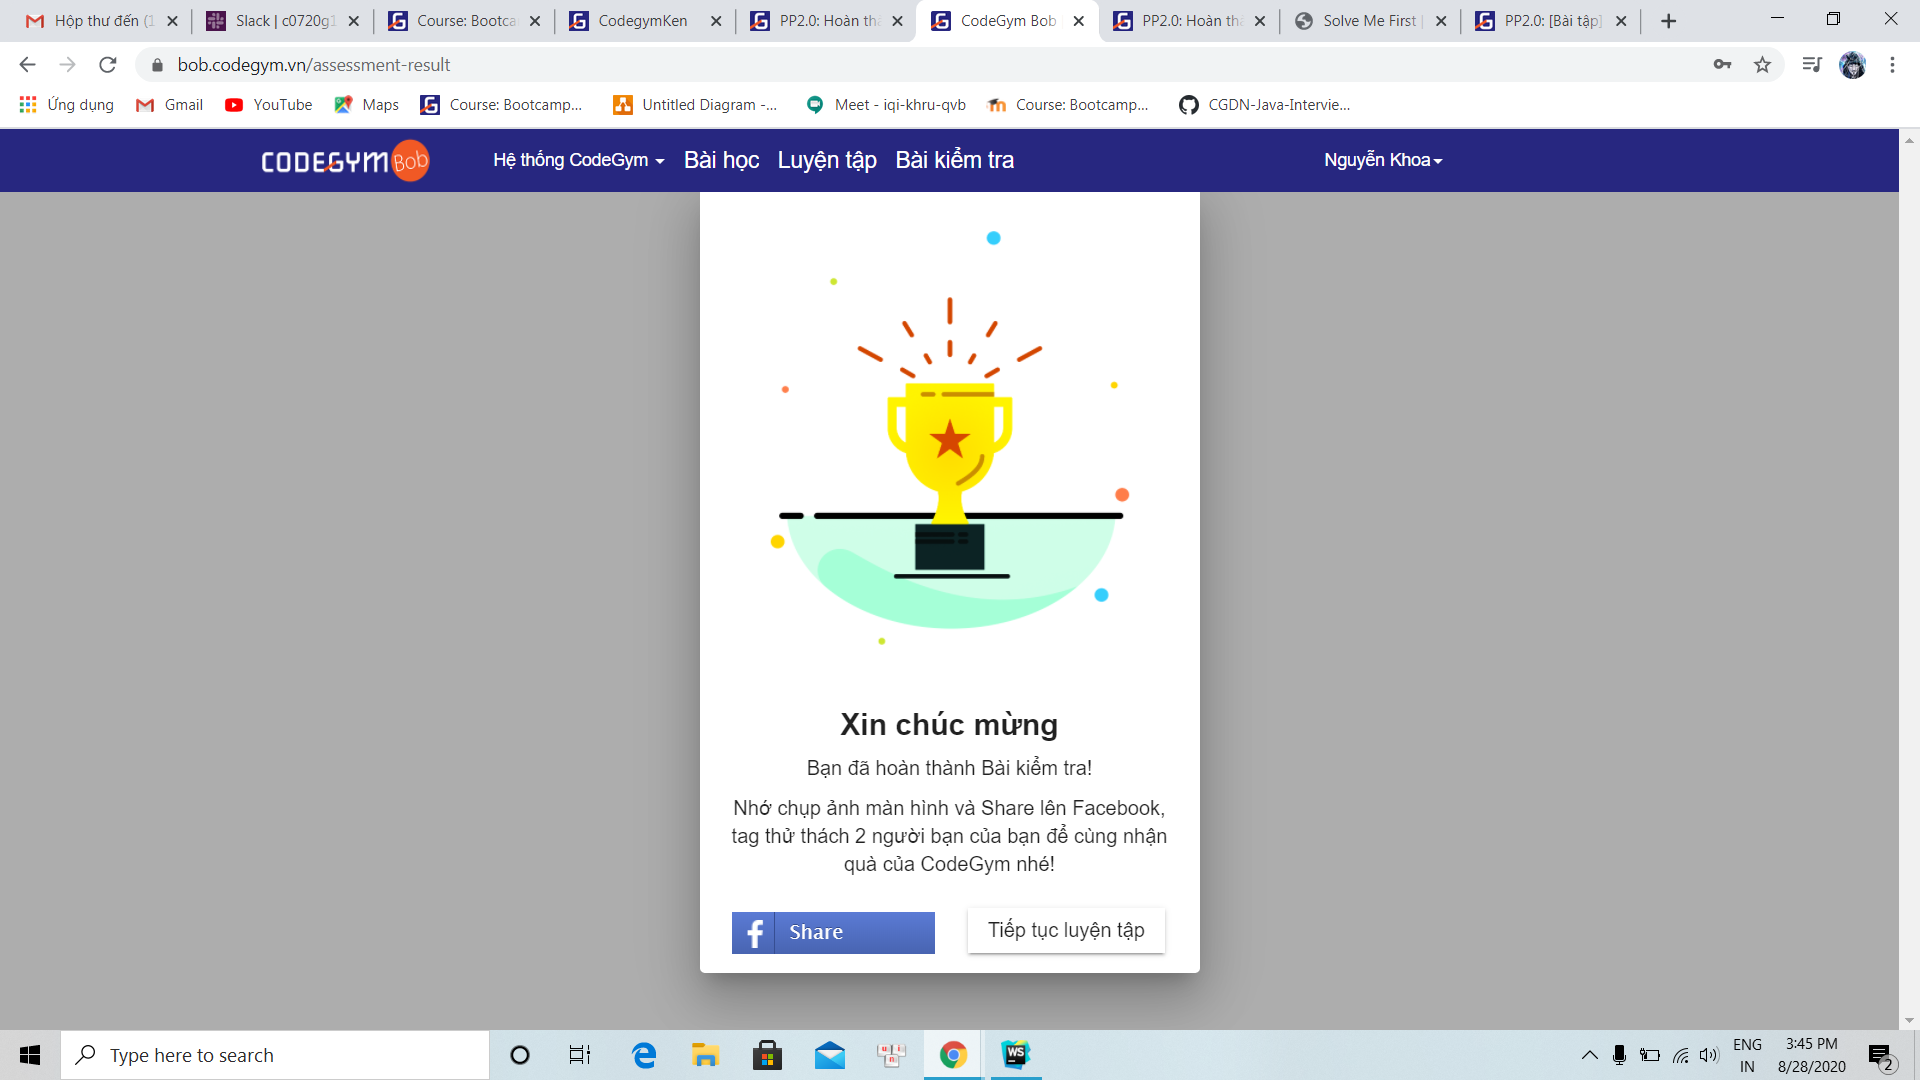 Hộp thư đến (1
Slack | c0720g1
Course: Bootca
CodegymKen
PP2.0: Hoàn thà
CodeGym Bob
PP2.0: Hoàn thà
Solve Me First |
PP2.0: [Bài tập]
bob.codegym.vn/assessment-result
Ứng dụng
Gmail
YouTube
Maps
Course: Bootcamp...
Untitled Diagram -...
Meet - iqi-khru-qvb
Course: Bootcamp...
CGDN-Java-Intervie...
CODEGYM Bob
Hệ thống CodeGym
Bài học
Luyện tập
Bài kiểm tra
Nguyễn Khoa
Xin chúc mừng
Bạn đã hoàn thành Bài kiểm tra!
Nhớ chụp ảnh màn hình và Share lên Facebook,
tag thử thách 2 người bạn của bạn để cùng nhận
quà của CodeGym nhé!
Share
Tiếp tục luyện tập
Type here to search
WS
ENG
IN
3:45 PM
8/28/2020
2